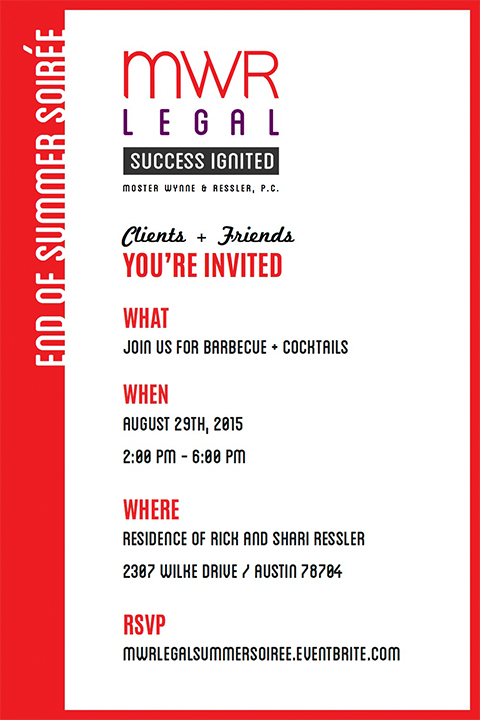 END OF SUMMER SOIRÉE
MWR
LEGAL
SUCCESS IGNITED
MOSTER WYNNE & RESSLER, P.C.
Clients + Friends
YOU'RE INVITED
WHAT
JOIN US FOR BARBECUE + COCKTAILS
WHEN
AUGUST 29TH, 2015
2:00 PM - 6:00 PM
WHERE
RESIDENCE OF RICK AND SHARI RESSLER
2307 WILKE DRIVE / AUSTIN 78704
RSVP
MWRLEGALSUMMERSOIREE.EVENTBRITE.COM